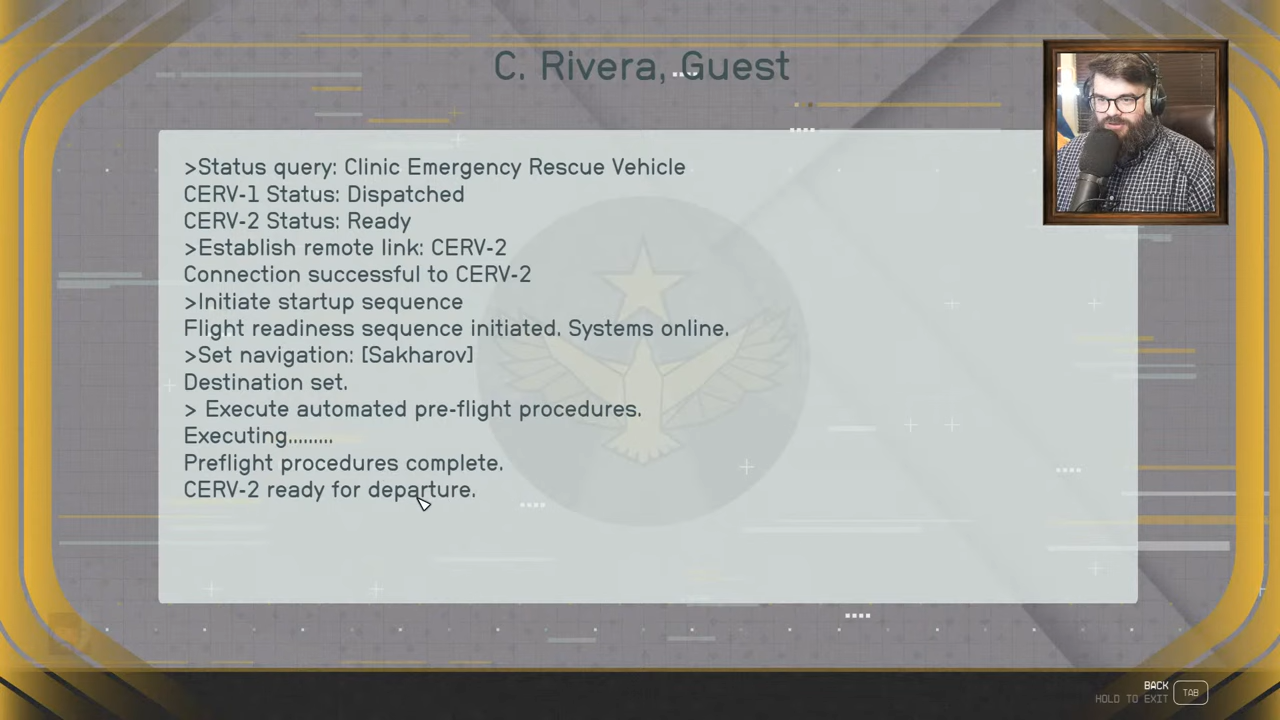 C. Rivera, Guest
>Status query: Clinic Emergency Rescue Vehicle
CERV-1 Status: Dispatched
CERV-2 Status: Ready
>Establish remote link: CERV-2
Connection successful to CERV-2
>Initiate startup sequence
Flight readiness sequence initiated. Systems online.
>Set navigation: [Sakharov]
Destination set.
> Execute automated pre-flight procedures.
Executing.........
Preflight procedures complete.
CERV-2 ready for departure.
BACK
HOLD TO EXIT
TAB